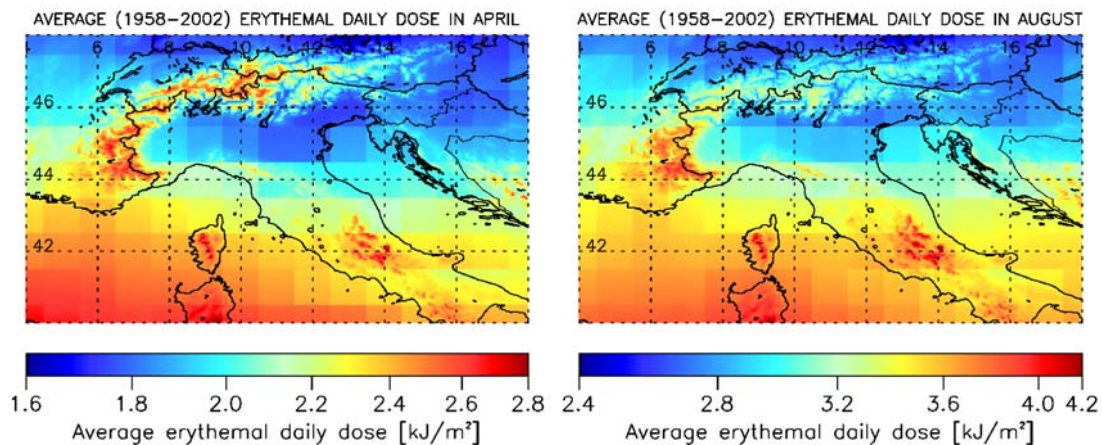 AVERAGE (1958-2002) ERYTHEMAL DAILY DOSE IN APRIL
6 8 10 12 14 16
46
44
42
1.6 1.8 2.0 2.2 2.4 2.6 2.8
Average erythemal daily dose [kJ/m²]
AVERAGE (1958-2002) ERYTHEMAL DAILY DOSE IN AUGUST
6 8 10 12 14 16
46
44
42
2.4 2.8 3.2 3.6 4.0 4.2
Average erythemal daily dose [kJ/m²]